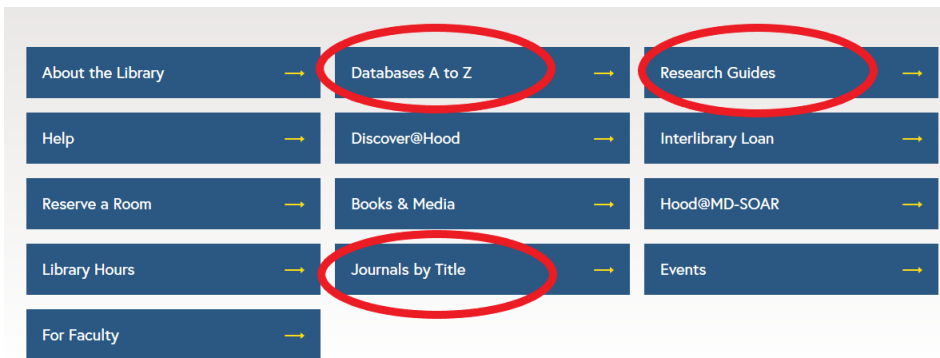 About the Library → Databases A to Z → Research Guides →
Help → Discover@Hood → Interlibrary Loan →
Reserve a Room → Books & Media → Hood@MD-SOAR →
Library Hours → Journals by Title → Events →
For Faculty →